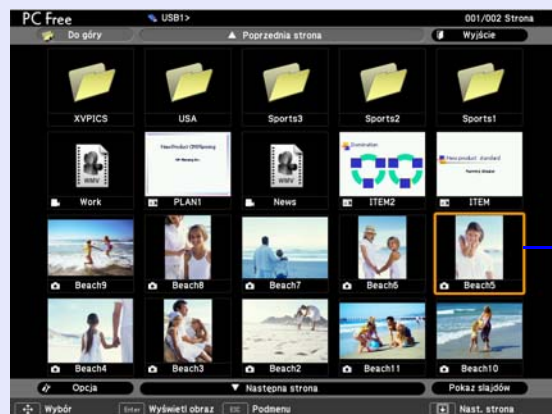 PC Free USB1> 001/002 Strona
Do góry Poprzednia strona Wyjście
XVPICS USA Sports3 Sports2 Sports1
Work PLAN1 News ITEM2 ITEM
Beach9 Beach8 Beach7 Beach6 Beach5
Beach4 Beach3 Beach2 Beach11 Beach10
Opcja Następna strona Pokaz slajdów
Wybór Enter Wyświetl obraz ESC Podmenu Nast. strona